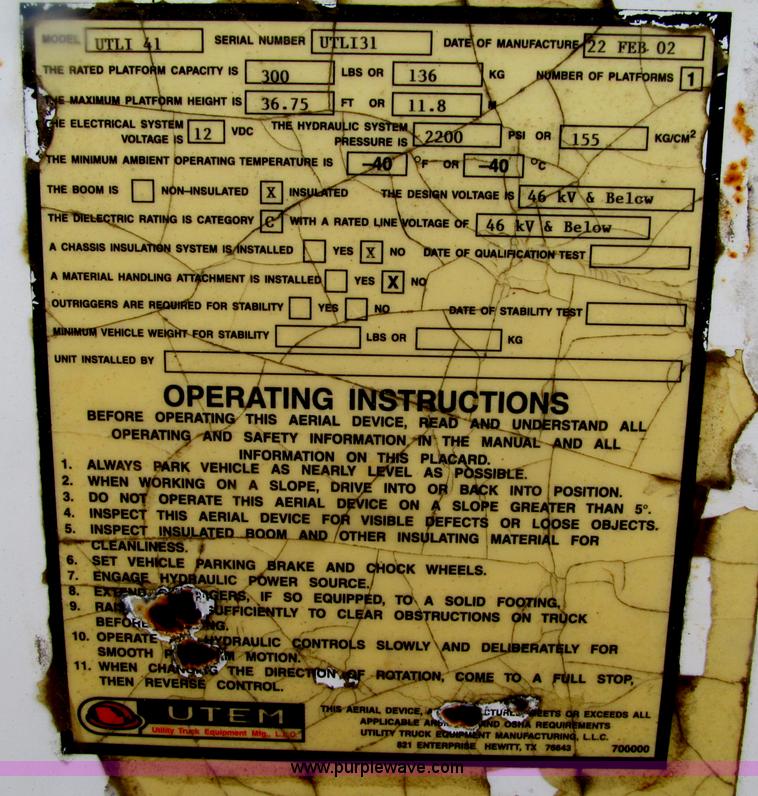 MODEL UTLI 41 SERIAL NUMBER UTLI31 DATE OF MANUFACTURE 22 FEB 02
THE RATED PLATFORM CAPACITY IS 300 LBS OR 136 KG NUMBER OF PLATFORMS 1
THE MAXIMUM PLATFORM HEIGHT IS 36.75 FT OR 11.8 M
THE ELECTRICAL SYSTEM VOLTAGE IS 12 VDC THE HYDRAULIC SYSTEM PRESSURE IS 2200 PSI OR 155 KG/CM²
THE MINIMUM AMBIENT OPERATING TEMPERATURE IS -40 °F OR -40 °C
THE BOOM IS NON-INSULATED X INSULATED THE DESIGN VOLTAGE IS 46 kV & Below
THE DIELECTRIC RATING IS CATEGORY C WITH A RATED LINE VOLTAGE OF 46 kV & Below
A CHASSIS INSULATION SYSTEM IS INSTALLED YES X NO DATE OF QUALIFICATION TEST
A MATERIAL HANDLING ATTACHMENT IS INSTALLED YES X NO
OUTRIGGERS ARE REQUIRED FOR STABILITY YES NO DATE OF STABILITY TEST
MINIMUM VEHICLE WEIGHT FOR STABILITY LBS OR KG
UNIT INSTALLED BY
OPERATING INSTRUCTIONS
BEFORE OPERATING THIS AERIAL DEVICE, READ AND UNDERSTAND ALL
OPERATING AND SAFETY INFORMATION IN THE MANUAL AND ALL
INFORMATION ON THIS PLACARD.
1. ALWAYS PARK VEHICLE AS NEARLY LEVEL AS POSSIBLE.
2. WHEN WORKING ON A SLOPE, DRIVE INTO OR BACK INTO POSITION.
3. DO NOT OPERATE THIS AERIAL DEVICE ON A SLOPE GREATER THAN 5°.
4. INSPECT THIS AERIAL DEVICE FOR VISIBLE DEFECTS OR LOOSE OBJECTS.
5. INSPECT INSULATED BOOM AND OTHER INSULATING MATERIAL FOR
CLEANLINESS.
6. SET VEHICLE PARKING BRAKE AND CHOCK WHEELS.
7. ENGAGE HYDRAULIC POWER SOURCE.
8. EXTEND IF SO EQUIPPED, TO A SOLID FOOTING,
9. SUFFICIENTLY TO CLEAR OBSTRUCTIONS ON TRUCK
BEFORE
10. OPERATE HYDRAULIC CONTROLS SLOWLY AND DELIBERATELY FOR
SMOOTH MOTION.
11. WHEN THE DIRECTION OF ROTATION, COME TO A FULL STOP,
THEN REVERSE CONTROL.
UTEM
Utility Truck Equipment Mfg., L.L.C.
THIS AERIAL DEVICE, MEETS OR EXCEEDS ALL
APPLICABLE AND OSHA REQUIREMENTS
UTILITY TRUCK EQUIPMENT MANUFACTURING, L.L.C.
821 ENTERPRISE HEWITT, TX 76643 700000
www.purplewave.com